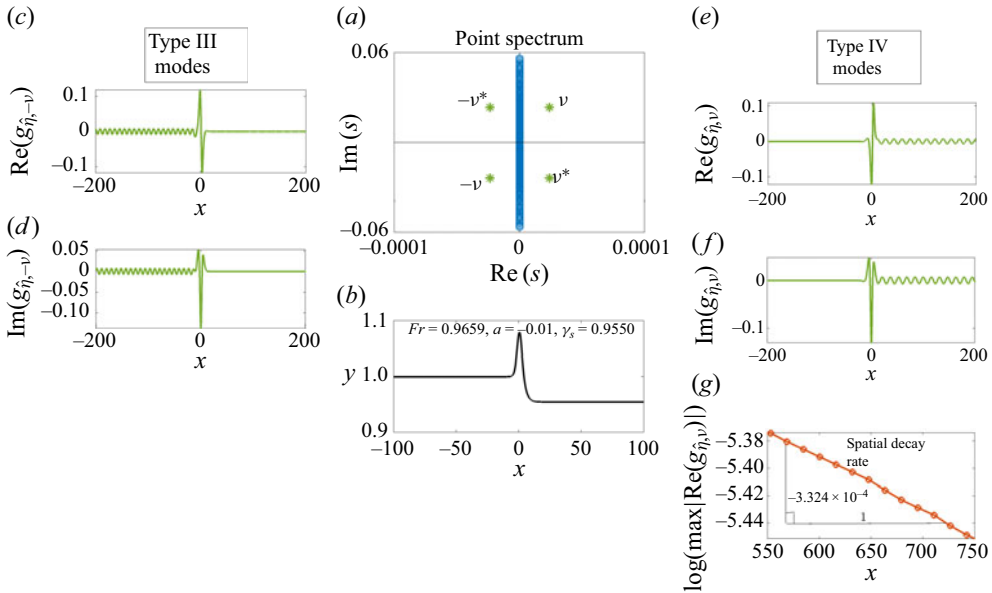 (c)
Type III
modes
Re(g_{η̂,−ν})
0.1
0
−0.1
−200
0
200
x
(d)
Im(g_{η̂,−ν})
0.05
0
−0.05
−0.10
−200
0
200
x
(a)
Point spectrum
0.06
−ν*
ν
Im (s)
−ν
ν*
−0.06
−0.0001
0
0.0001
Re (s)
(b)
1.1
Fr = 0.9659, a = −0.01, γ_s = 0.9550
y
1.0
0.9
−100
−50
0
50
100
x
(e)
Type IV
modes
Re(g_{η̂,ν})
0.1
0
−0.1
−200
0
200
x
(f)
Im(g_{η̂,ν})
0
−0.1
−200
0
200
x
(g)
log(max|Re(g_{η̂,ν})|)
−5.38
−5.40
−5.42
−5.44
Spatial decay
rate
−3.324 × 10⁻⁴
1
550
600
650
700
750
x